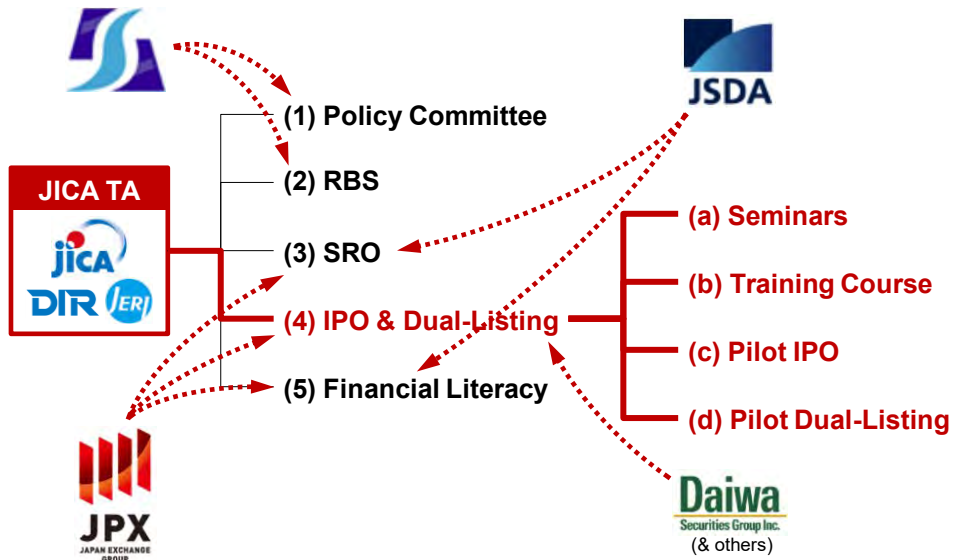 JSDA
(1) Policy Committee
(2) RBS
JICA TA
jICA
DIR JERI
(3) SRO
(4) IPO & Dual-Listing
(5) Financial Literacy
(a) Seminars
(b) Training Course
(c) Pilot IPO
(d) Pilot Dual-Listing
JPX
JAPAN EXCHANGE
GROUP
Daiwa
Securities Group Inc.
(& others)